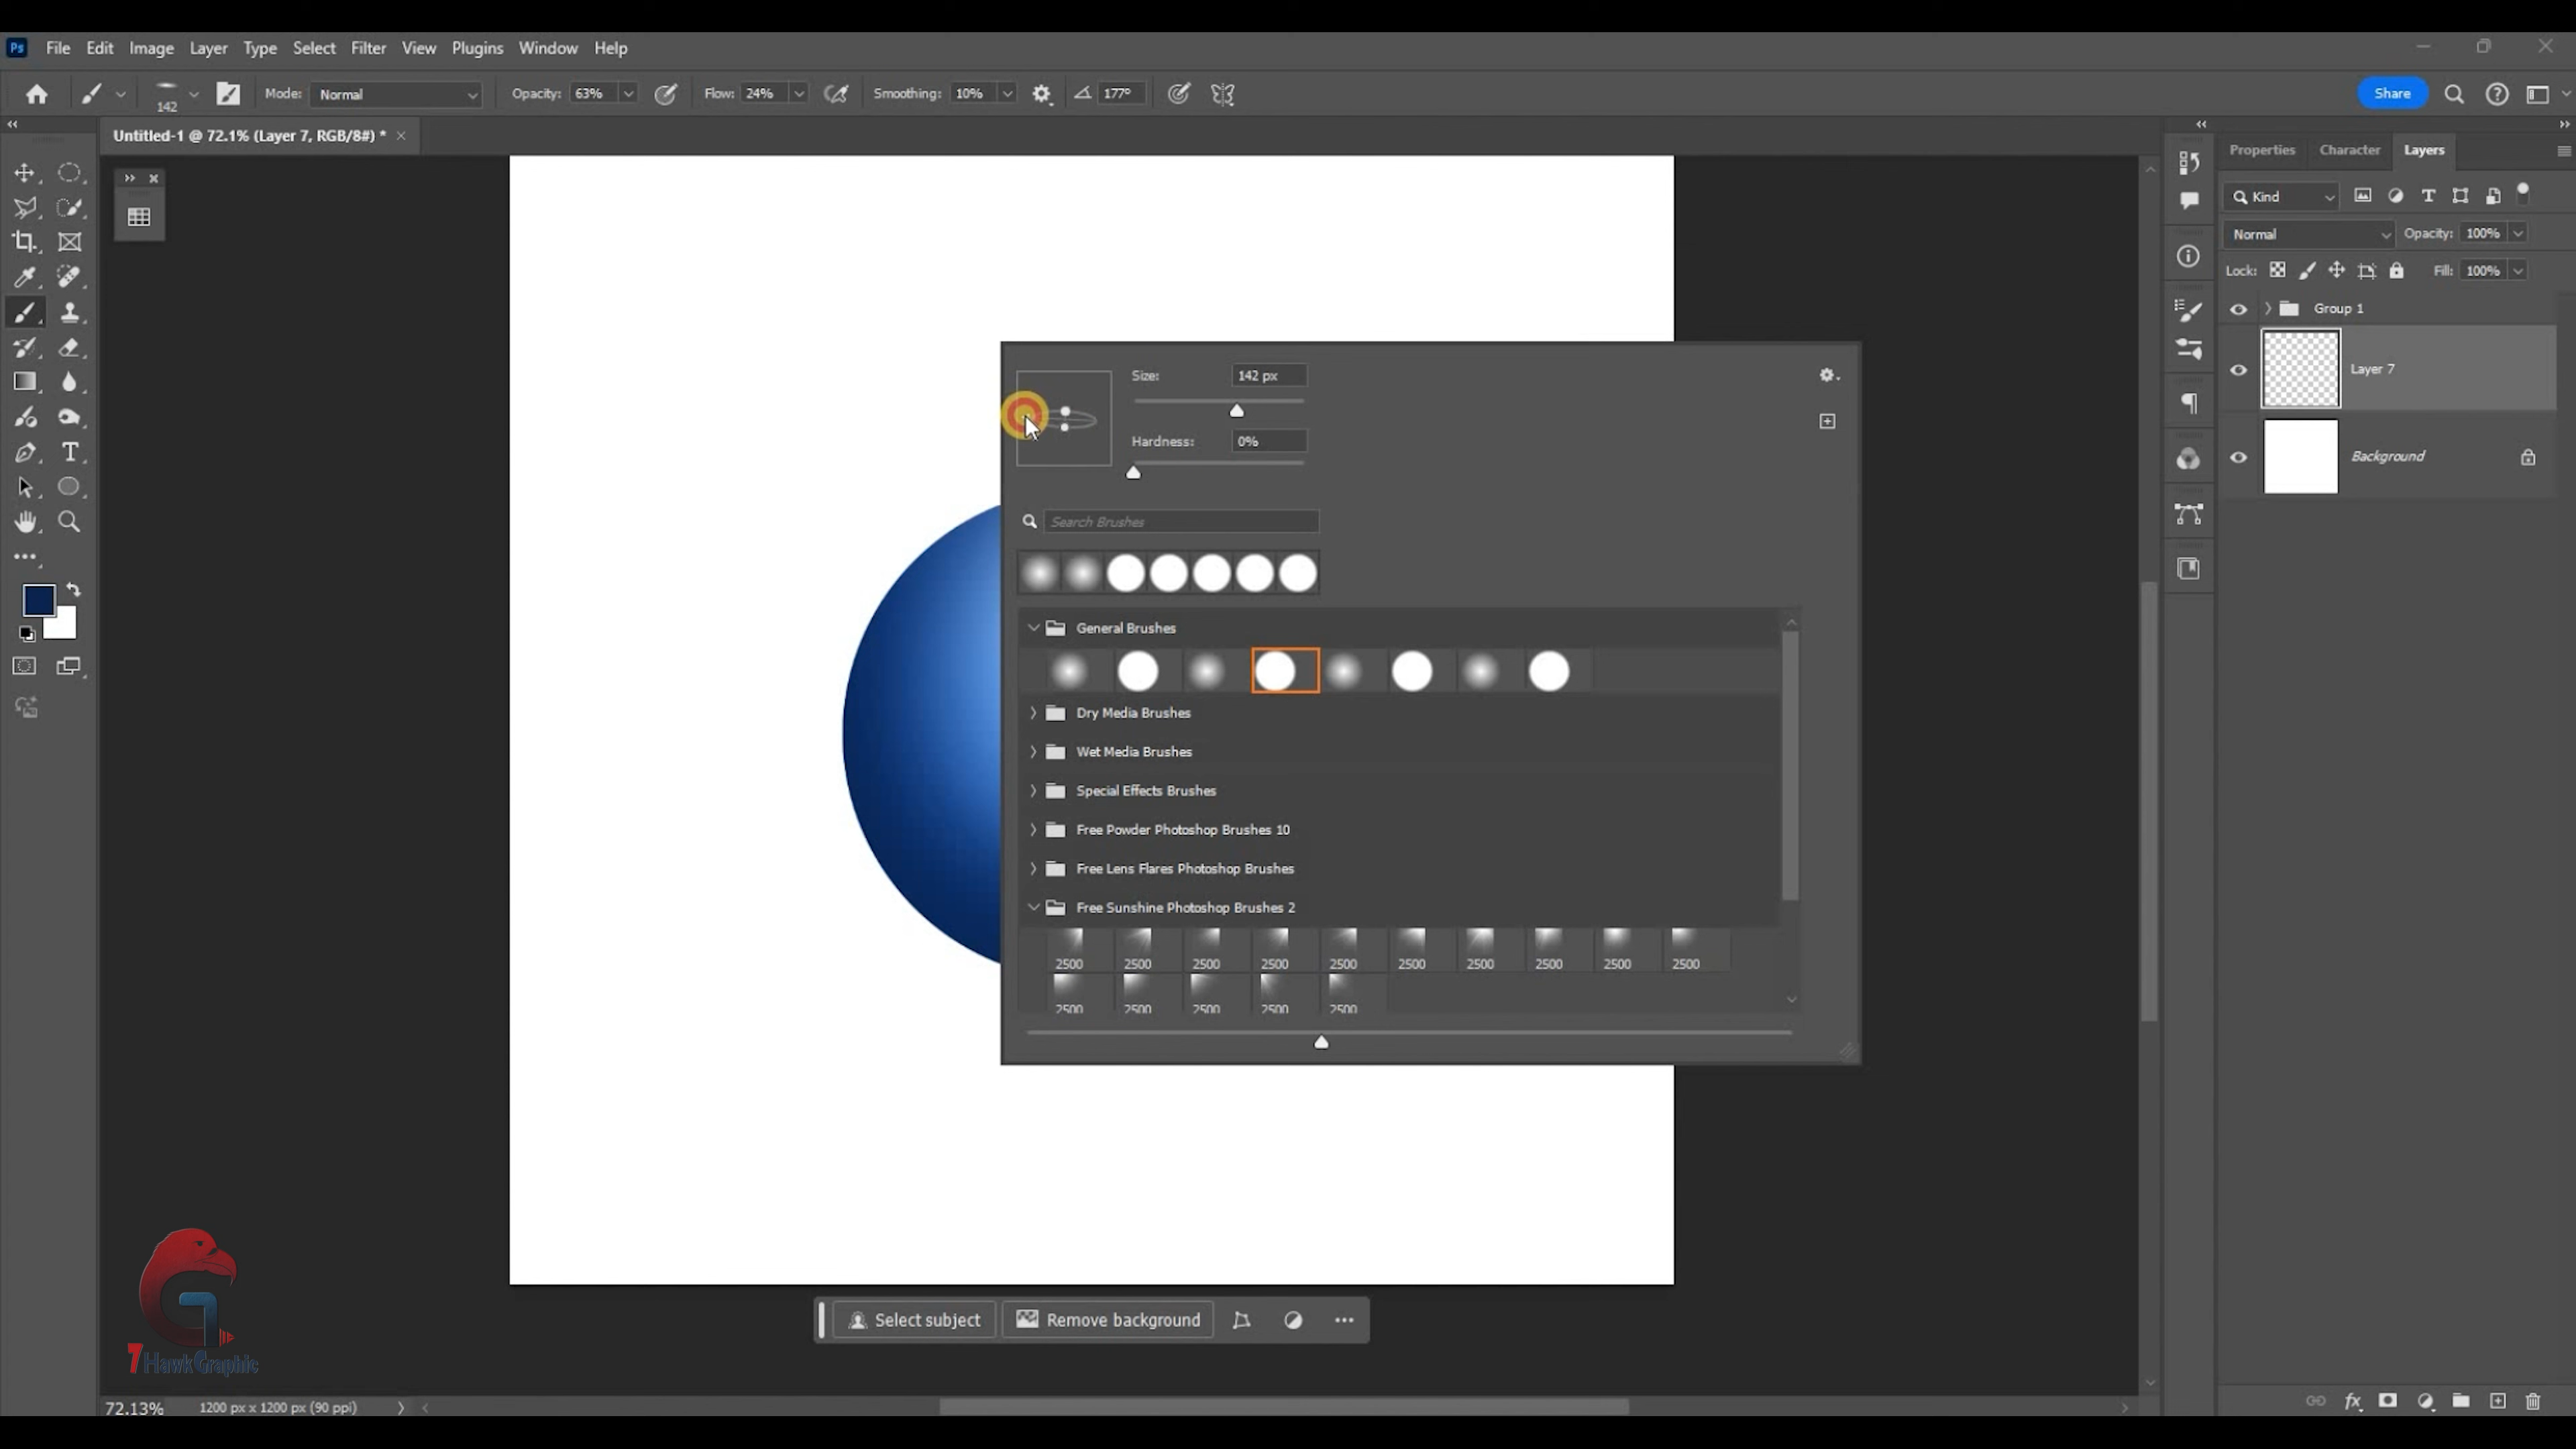 Ps File Edit Image Layer Type Select Filter View Plugins Window Help
142 Mode: Normal Opacity: 63% Flow: 24% Smoothing: 10% 177° Share
Untitled-1 @ 72.1% (Layer 7, RGB/8#) *
Properties Character Layers
Kind
Normal Opacity: 100%
Lock: Fill: 100%
Group 1
Layer 7
Background
Size: 142 px
Hardness: 0%
Search Brushes
General Brushes
Dry Media Brushes
Wet Media Brushes
Special Effects Brushes
Free Powder Photoshop Brushes 10
Free Lens Flares Photoshop Brushes
Free Sunshine Photoshop Brushes 2
2500 2500 2500 2500 2500 2500 2500 2500 2500 2500
2500 2500 2500 2500 2500
Select subject Remove background
7HawkGraphic
72.13% 1200 px x 1200 px (90 ppi)
fx